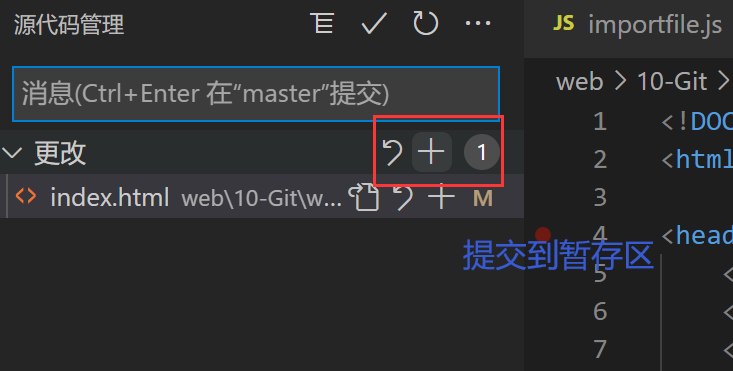 源代码管理
消息(Ctrl+Enter 在“master”提交)
更改 1
index.html web\10-Git\w... M
提交到暂存区
JS importfile.js
web > 10-Git >
1 <!DOC
2 <html
3
4 <head
5 <
6 <
7 <